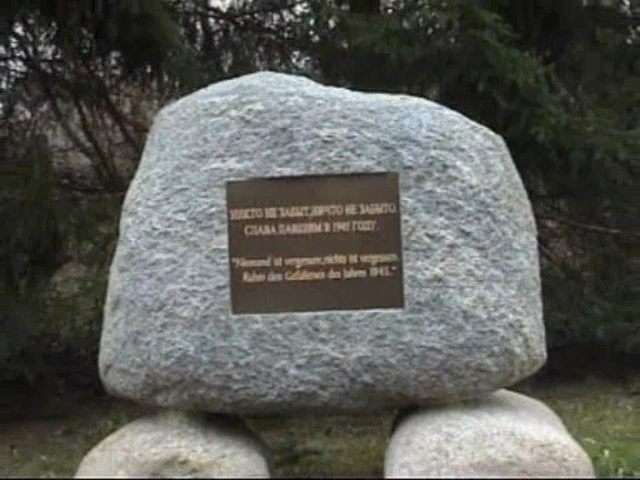 НИКТО НЕ ЗАБЫТ,НИЧТО НЕ ЗАБЫТО.
СЛАВА ПАВШИМ В 1945 ГОДУ.
"Niemand ist vergessen,nichts ist vergessen.
Ruhm den Gefallenen des Jahres 1945."